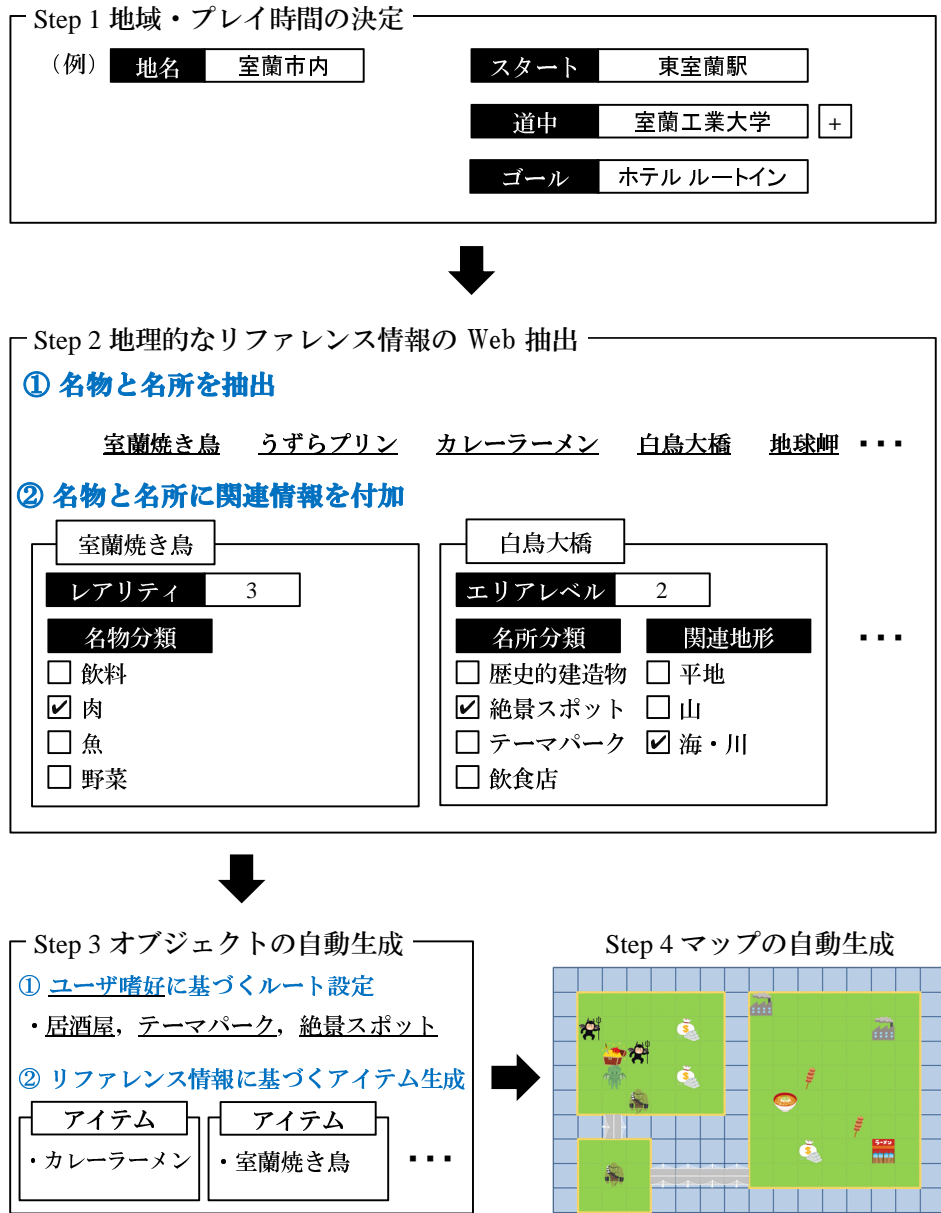 Step 1 地域・プレイ時間の決定
（例） 地名 室蘭市内 スタート 東室蘭駅
道中 室蘭工業大学 +
ゴール ホテル ルートイン
Step 2 地理的なリファレンス情報の Web 抽出
① 名物と名所を抽出
室蘭焼き鳥 うずらプリン カレーラーメン 白鳥大橋 地球岬 ・・・
② 名物と名所に関連情報を付加
室蘭焼き鳥
レアリティ 3
名物分類
飲料
肉
魚
野菜
白鳥大橋
エリアレベル 2
名所分類 関連地形
歴史的建造物 平地
絶景スポット 山
テーマパーク 海・川
飲食店
・・・
Step 3 オブジェクトの自動生成
① ユーザ嗜好に基づくルート設定
・居酒屋，テーマパーク，絶景スポット
② リファレンス情報に基づくアイテム生成
アイテム アイテム
・カレーラーメン ・室蘭焼き鳥 ・・・
Step 4 マップの自動生成
ラーメン